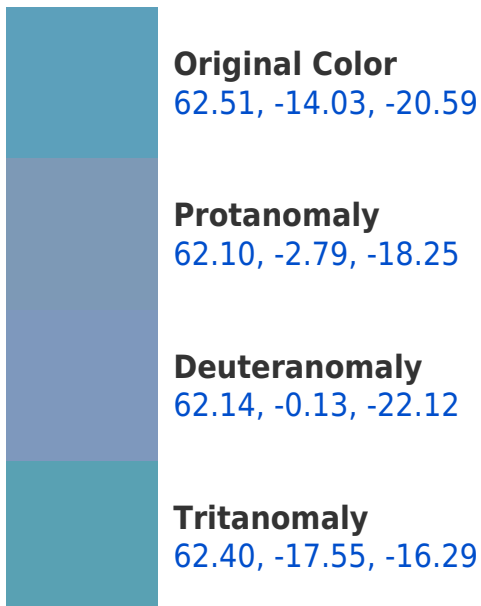 Original Color
62.51, -14.03, -20.59
Protanomaly
62.10, -2.79, -18.25
Deuteranomaly
62.14, -0.13, -22.12
Tritanomaly
62.40, -17.55, -16.29